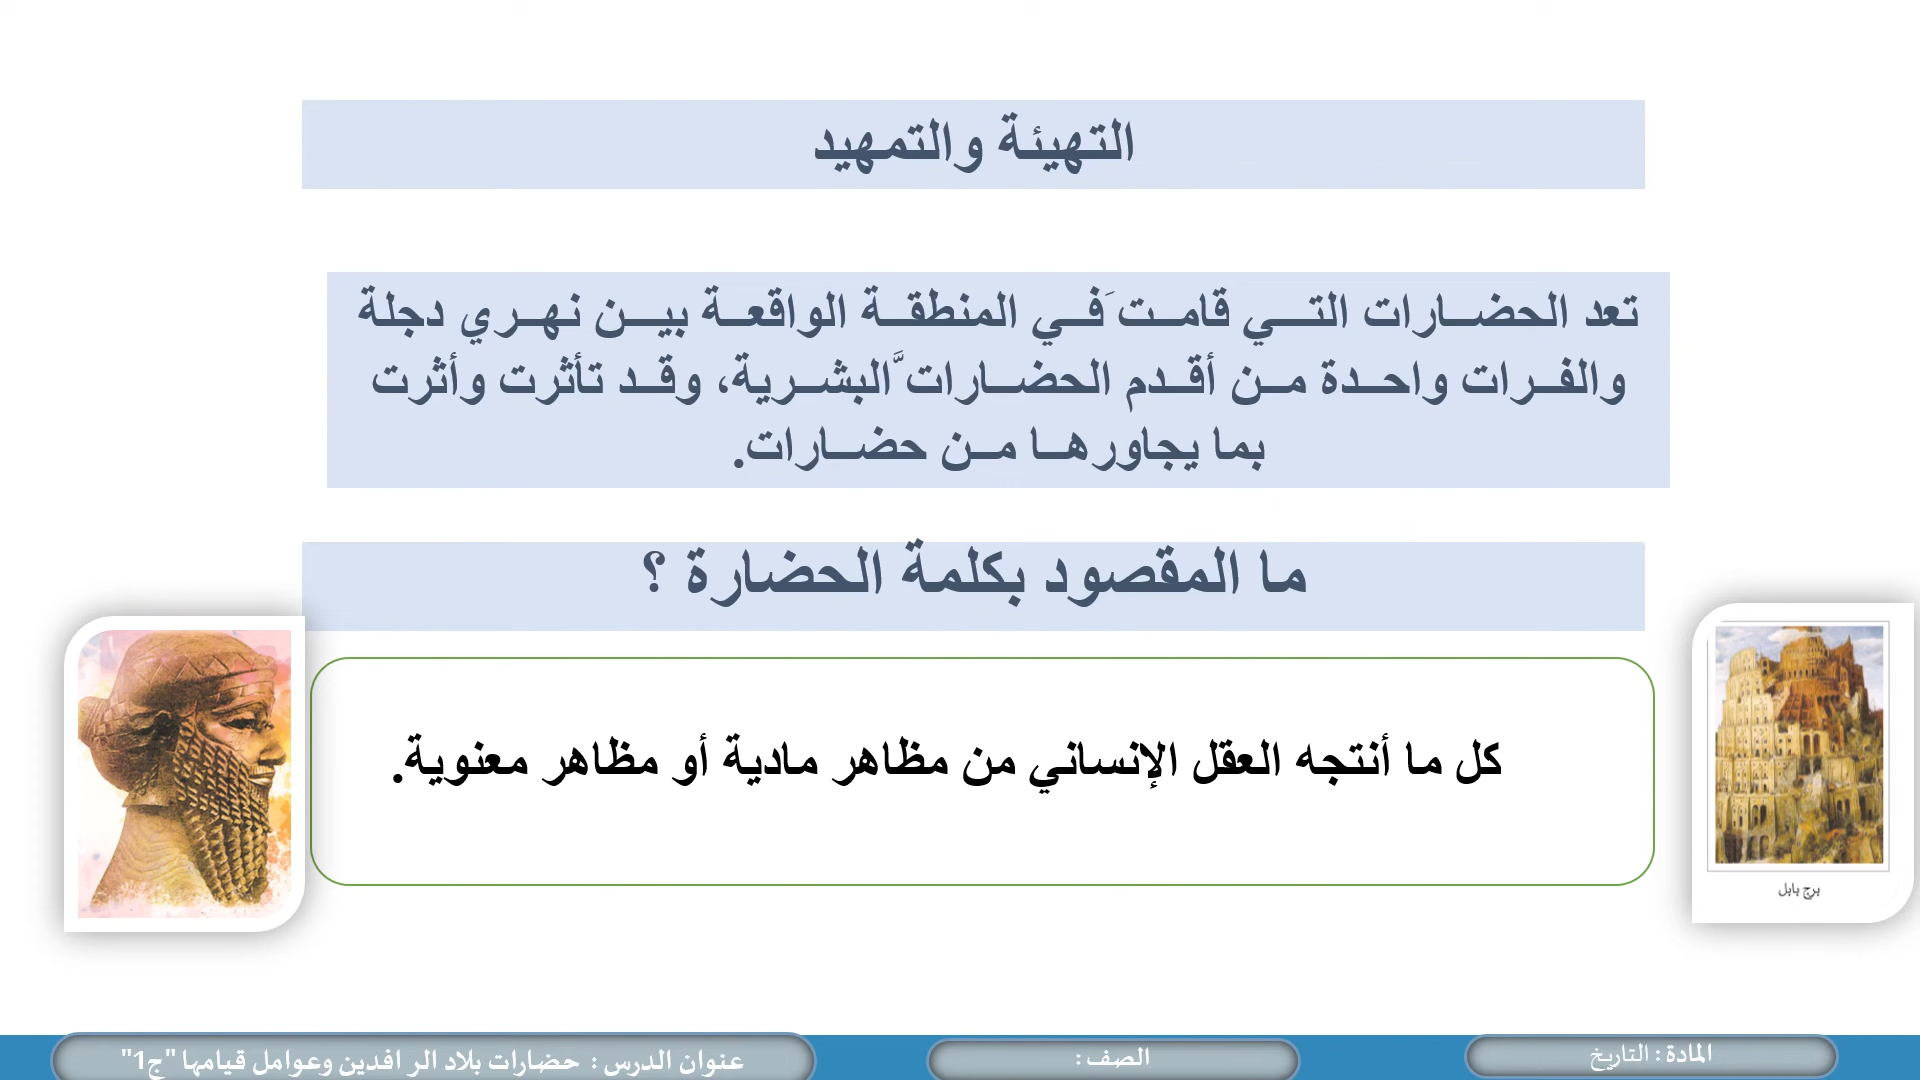 التهيئة والتمهيد
تعد الحضـــارات التـــي قامـــت َفـــي المنطقـــة الواقعـــة بيـــن نهـــري دجلة
والفـــرات واحـــدة مـــن أقـــدم الحضـــارات َّالبشـــرية، وقـــد تأثرت وأثرت
بما يجاورهـــا مـــن حضـــارات.
ما المقصود بكلمة الحضارة ؟
كل ما أنتجه العقل الإنساني من مظاهر مادية أو مظاهر معنوية.
برج بابل
المادة : التاريخ
الصف :
عنوان الدرس : حضارات بلاد الرافدين وعوامل قيامها "ج1"